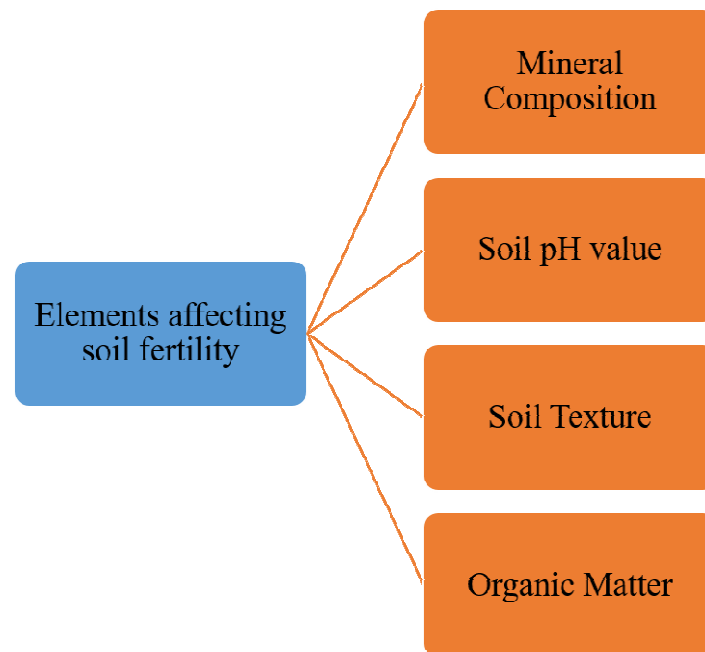 Mineral
Composition
Soil pH value
Elements affecting
soil fertility
Soil Texture
Organic Matter